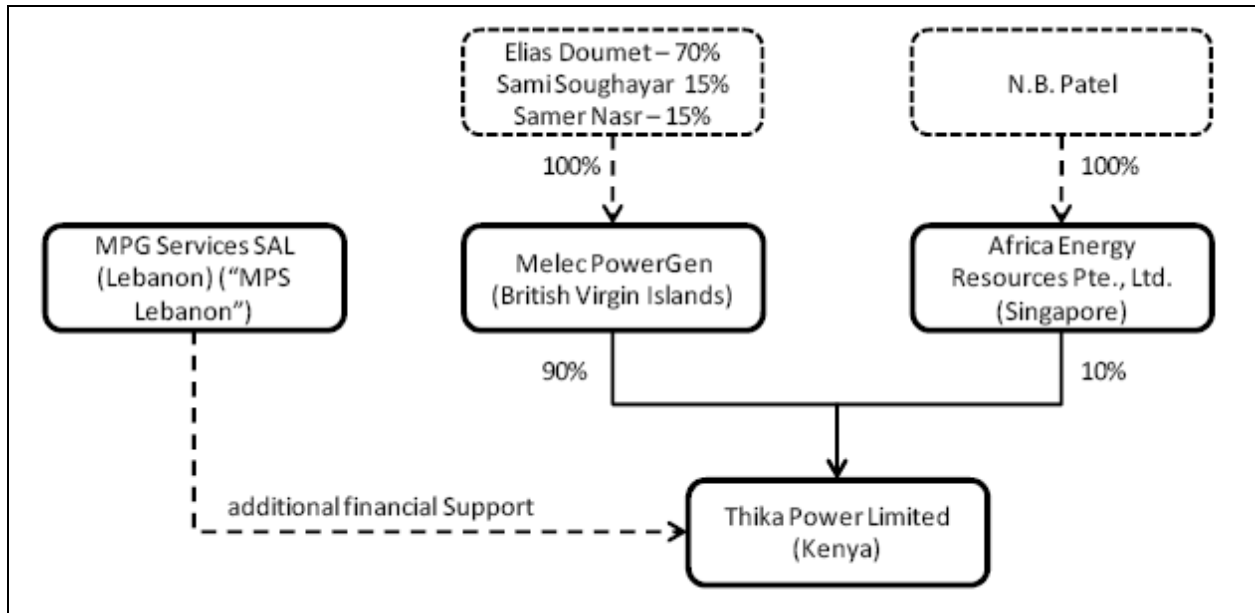 Elias Doumet – 70%
Sami Soughayar 15%
Samer Nasr – 15%
N.B. Patel
100%
100%
MPG Services SAL
(Lebanon) (“MPS
Lebanon”)
Melec PowerGen
(British Virgin Islands)
Africa Energy
Resources Pte., Ltd.
(Singapore)
90%
10%
additional financial Support
Thika Power Limited
(Kenya)